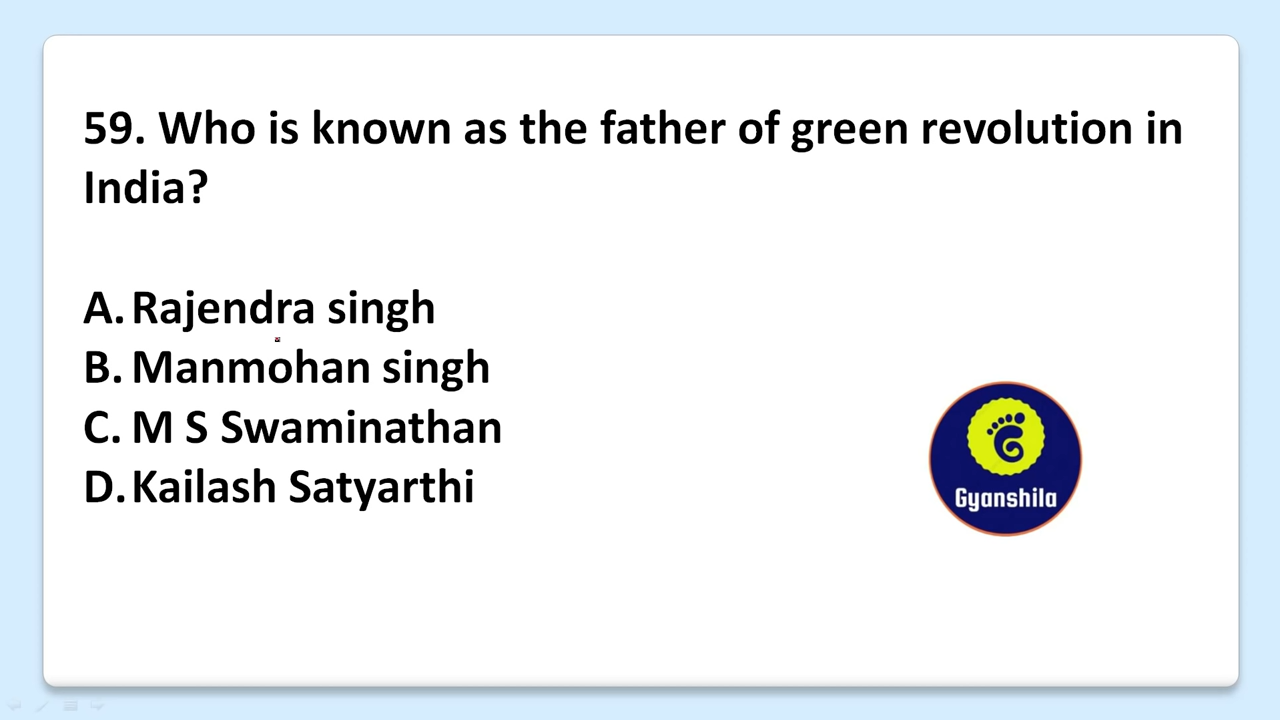 59. Who is known as the father of green revolution in
India?
A. Rajendra singh
B. Manmohan singh
C. M S Swaminathan
D. Kailash Satyarthi
Gyanshila